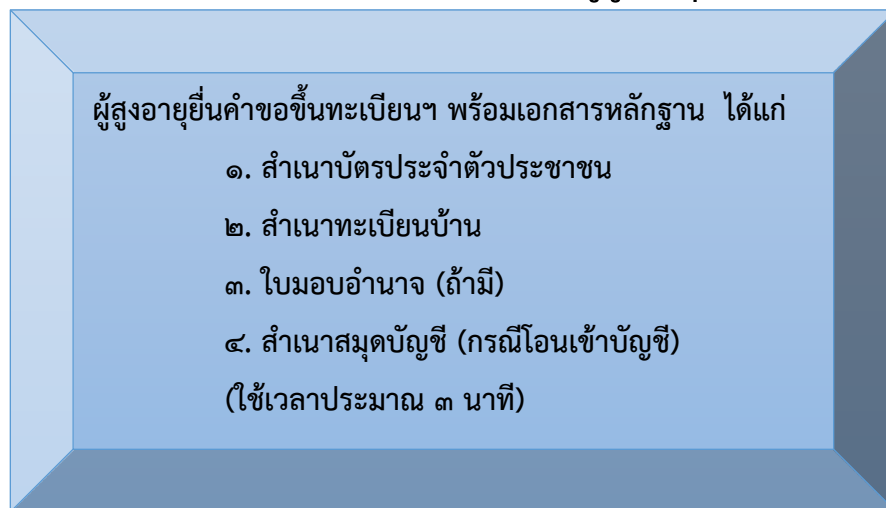 ผู้สูงอายุยื่นคำขอขึ้นทะเบียนฯ พร้อมเอกสารหลักฐาน ได้แก่
๑. สำเนาบัตรประจำตัวประชาชน
๒. สำเนาทะเบียนบ้าน
๓. ใบมอบอำนาจ (ถ้ามี)
๔. สำเนาสมุดบัญชี (กรณีโอนเข้าบัญชี)
(ใช้เวลาประมาณ ๓ นาที)